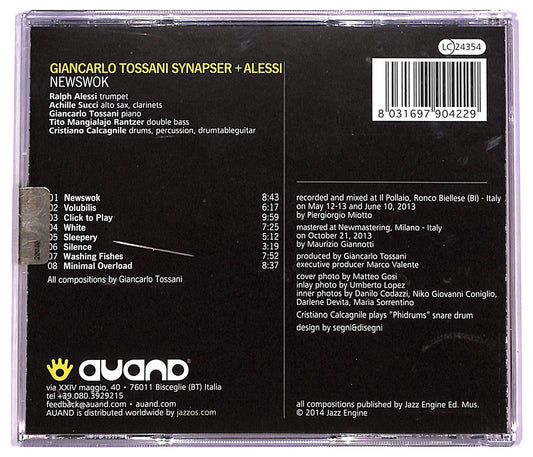 LC 24354
GIANCARLO TOSSANI SYNAPSER + ALESSI
NEWSWOK
Ralph Alessi trumpet
Achille Succi alto sax, clarinets
Giancarlo Tossani piano
Tito Mangialajo Rantzer double bass
Cristiano Calcagnile drums, percussion, drumtableguitar
8 031697 904229
01 Newswok 8:43
02 Volubilis 6:17
03 Click to Play 9:59
04 White 7:25
05 Sleepery 5:12
06 Silence 3:19
07 Washing Fishes 7:52
08 Minimal Overload 8:37
All compositions by Giancarlo Tossani
recorded and mixed at Il Pollaio, Ronco Biellese (BI) - Italy
on May 12-13 and June 10, 2013
by Piergiorgio Miotto
mastered at Newmastering, Milano - Italy
on October 21, 2013
by Maurizio Giannotti
produced by Giancarlo Tossani
executive producer Marco Valente
cover photo by Matteo Gosi
inlay photo by Umberto Lopez
inner photos by Danilo Codazzi, Niko Giovanni Coniglio,
Darlene Devita, Maria Sorrentino
Cristiano Calcagnile plays "Phidrums" snare drum
design by segni&disegni
AUAND
via XXIV maggio, 40 • 76011 Bisceglie (BT) Italia
tel +39.080.3929215
feedback@auand.com • auand.com
AUAND is distributed worldwide by jazzos.com
all compositions published by Jazz Engine Ed. Mus.
© 2014 Jazz Engine